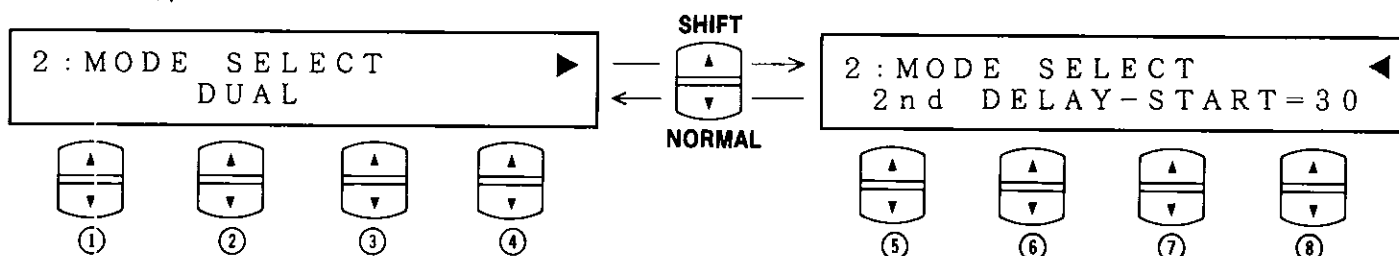 SHIFT
2:MODE SELECT ▶
DUAL
2:MODE SELECT ◀
2nd DELAY-START=30
NORMAL
① ② ③ ④ ⑤ ⑥ ⑦ ⑧